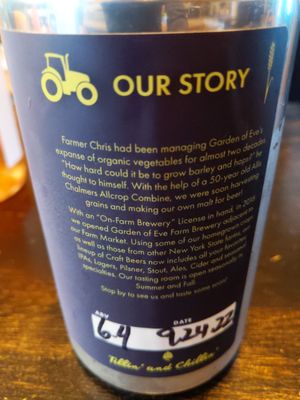 OUR STORY
Farmer Chris had been managing Garden of Eve's
expanse of organic vegetables for almost two decades.
"How hard could it be to grow barley and hops?" he
thought to himself. With the help of a 50-year old Allis
Chalmers Allcrop Combine, we were soon harvesting
grains and making our own malt for beer!
With an "On-Farm Brewery" License in hand, in 2018
we opened Garden of Eve Farm Brewery adjacent to
our Farm Market. Using some of our homegrown
as well as those from other New York State farms, our
lineup of Craft Beers now includes all your favorites:
IPAs, Lagers, Pilsner, Stout, Ales, Cider and
specialties. Our tasting room is open seasonally
Summer and Fall.
Stop by to see us and taste some
ABV DATE
6.4 9.24.22
Tillin' and Chillin'